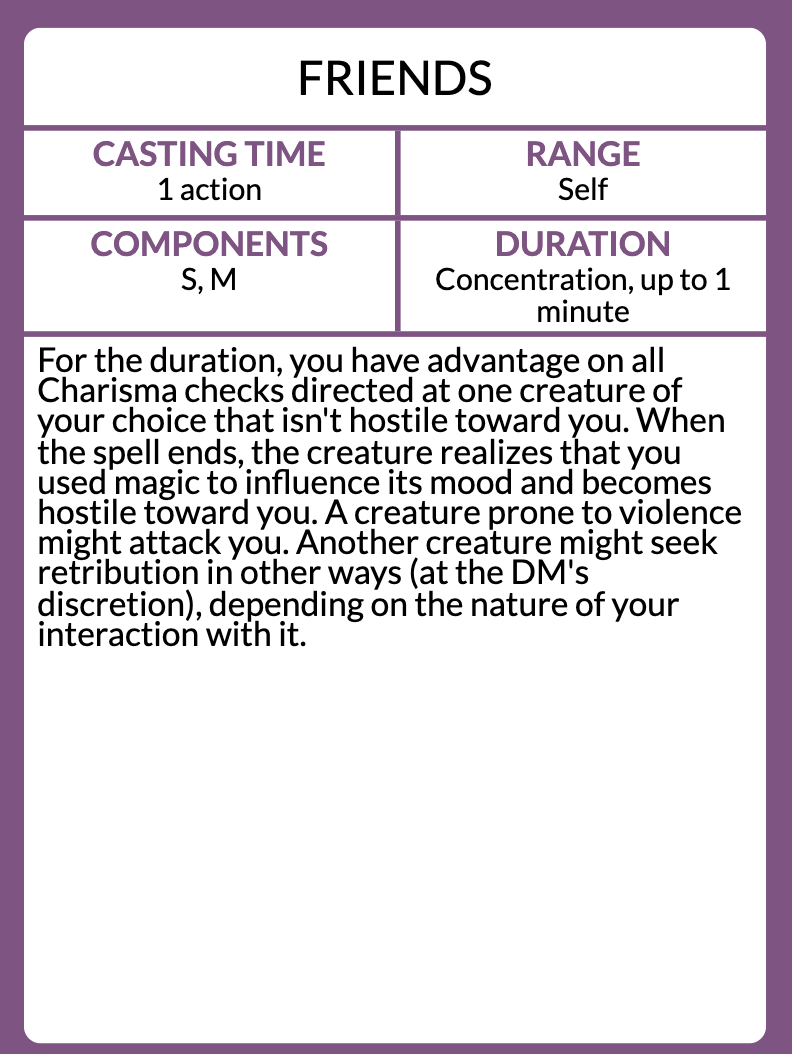 FRIENDS
CASTING TIME
1 action
RANGE
Self
COMPONENTS
S, M
DURATION
Concentration, up to 1
minute
For the duration, you have advantage on all
Charisma checks directed at one creature of
your choice that isn't hostile toward you. When
the spell ends, the creature realizes that you
used magic to influence its mood and becomes
hostile toward you. A creature prone to violence
might attack you. Another creature might seek
retribution in other ways (at the DM's
discretion), depending on the nature of your
interaction with it.